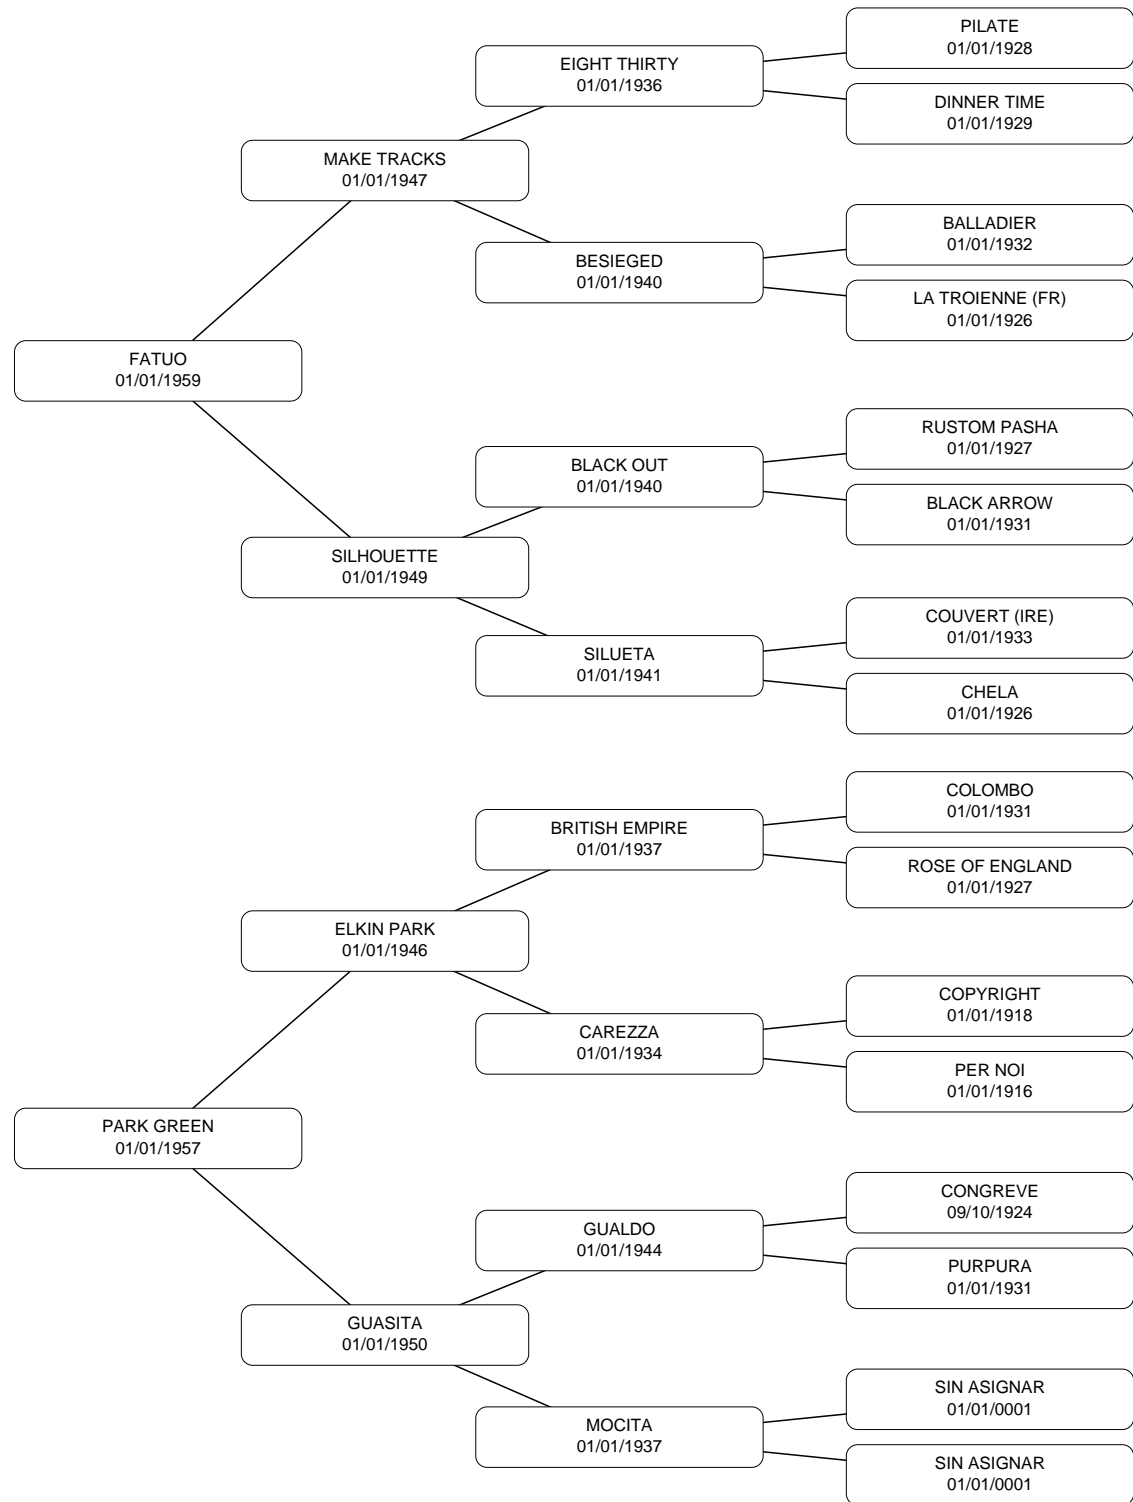 PILATE
01/01/1928
EIGHT THIRTY
01/01/1936
DINNER TIME
01/01/1929
MAKE TRACKS
01/01/1947
BALLADIER
01/01/1932
BESIEGED
01/01/1940
LA TROIENNE (FR)
01/01/1926
FATUO
01/01/1959
RUSTOM PASHA
01/01/1927
BLACK OUT
01/01/1940
BLACK ARROW
01/01/1931
SILHOUETTE
01/01/1949
COUVERT (IRE)
01/01/1933
SILUETA
01/01/1941
CHELA
01/01/1926
COLOMBO
01/01/1931
BRITISH EMPIRE
01/01/1937
ROSE OF ENGLAND
01/01/1927
ELKIN PARK
01/01/1946
COPYRIGHT
01/01/1918
CAREZZA
01/01/1934
PER NOI
01/01/1916
PARK GREEN
01/01/1957
CONGREVE
09/10/1924
GUALDO
01/01/1944
PURPURA
01/01/1931
GUASITA
01/01/1950
SIN ASIGNAR
01/01/0001
MOCITA
01/01/1937
SIN ASIGNAR
01/01/0001